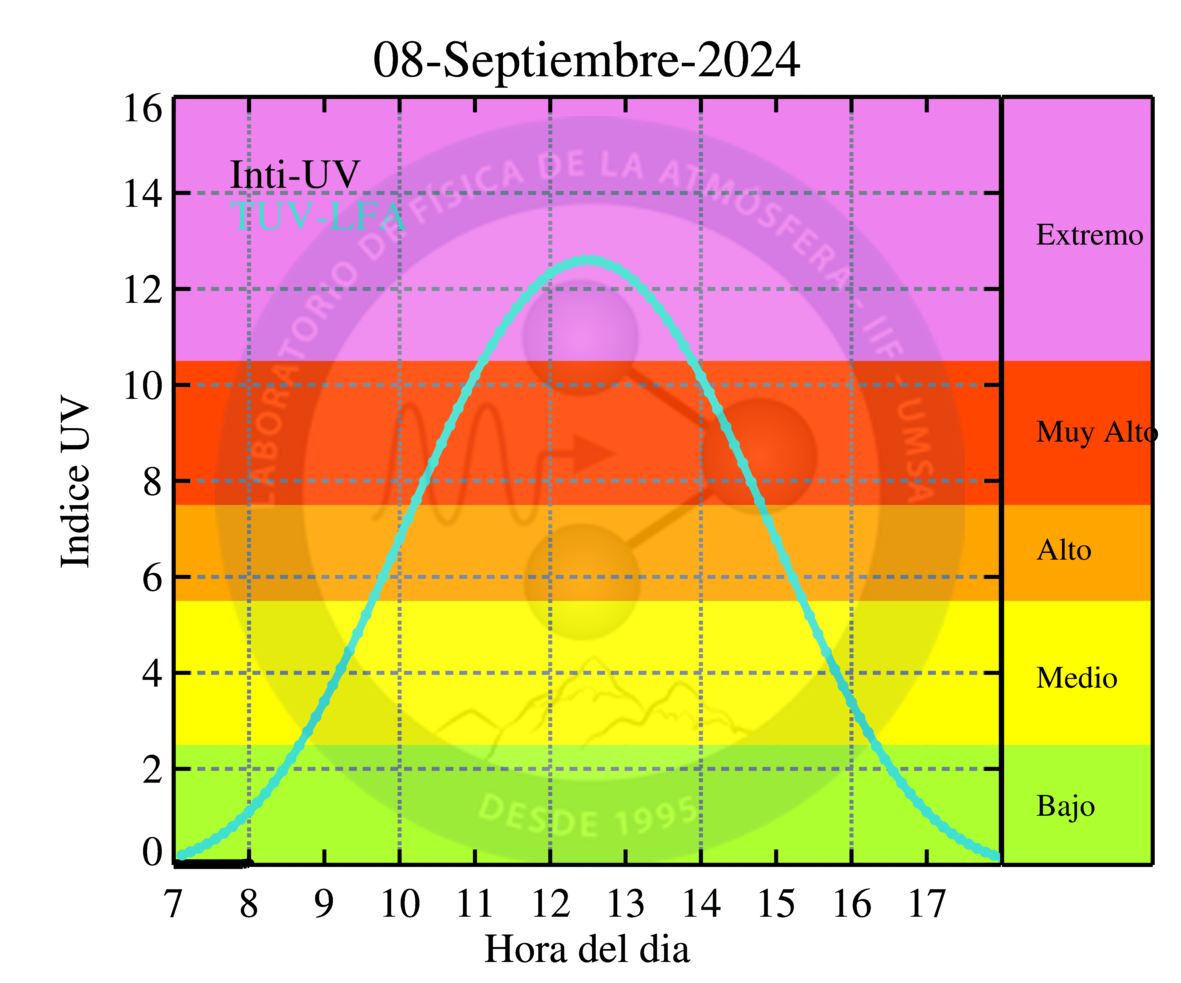 08-Septiembre-2024
16
14
12
10
8
6
4
2
0
Indice UV
Inti-UV
TUV-LFA
LABORATORIO DE FÍSICA DE LA ATMÓSFERA - IIF - UMSA
DESDE 1995
Extremo
Muy Alto
Alto
Medio
Bajo
7 8 9 10 11 12 13 14 15 16 17
Hora del dia